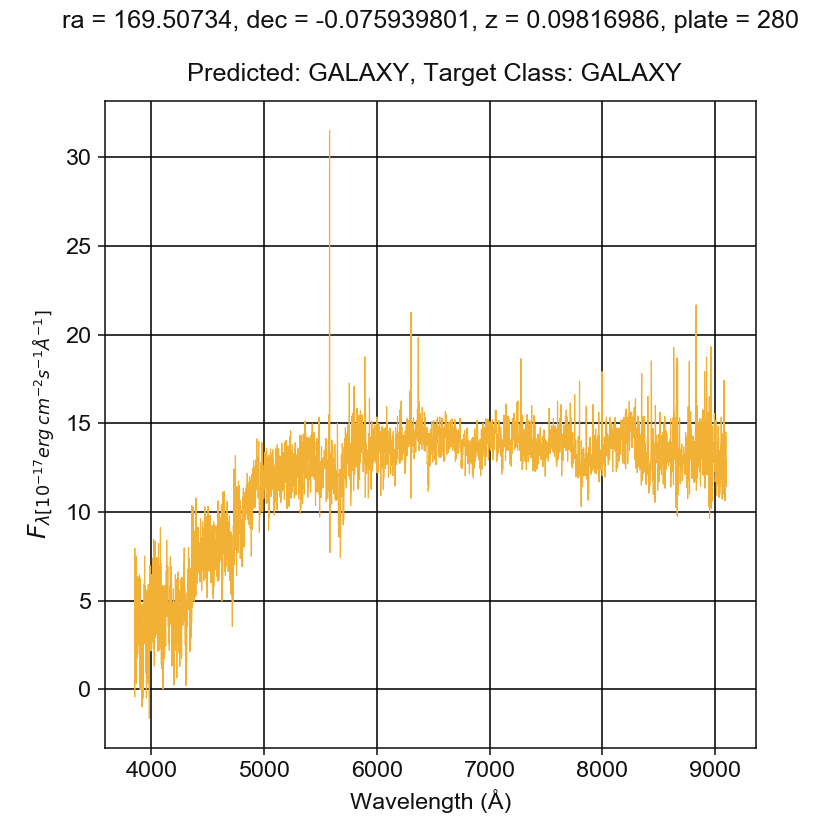 ra = 169.50734, dec = -0.075939801, z = 0.09816986, plate = 280
Predicted: GALAXY, Target Class: GALAXY
30
25
20
15
10
5
0
F_λ[10^−17 erg cm^−2 s^−1 Å^−1]
4000 5000 6000 7000 8000 9000
Wavelength (Å)